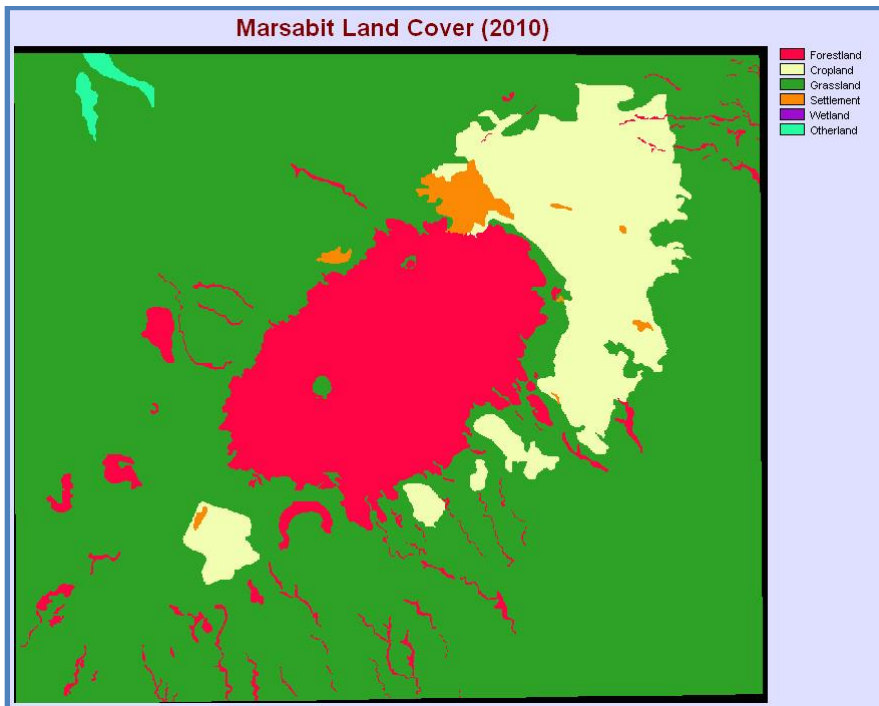 Marsabit Land Cover (2010)
Forestland
Cropland
Grassland
Settlement
Wetland
Otherland